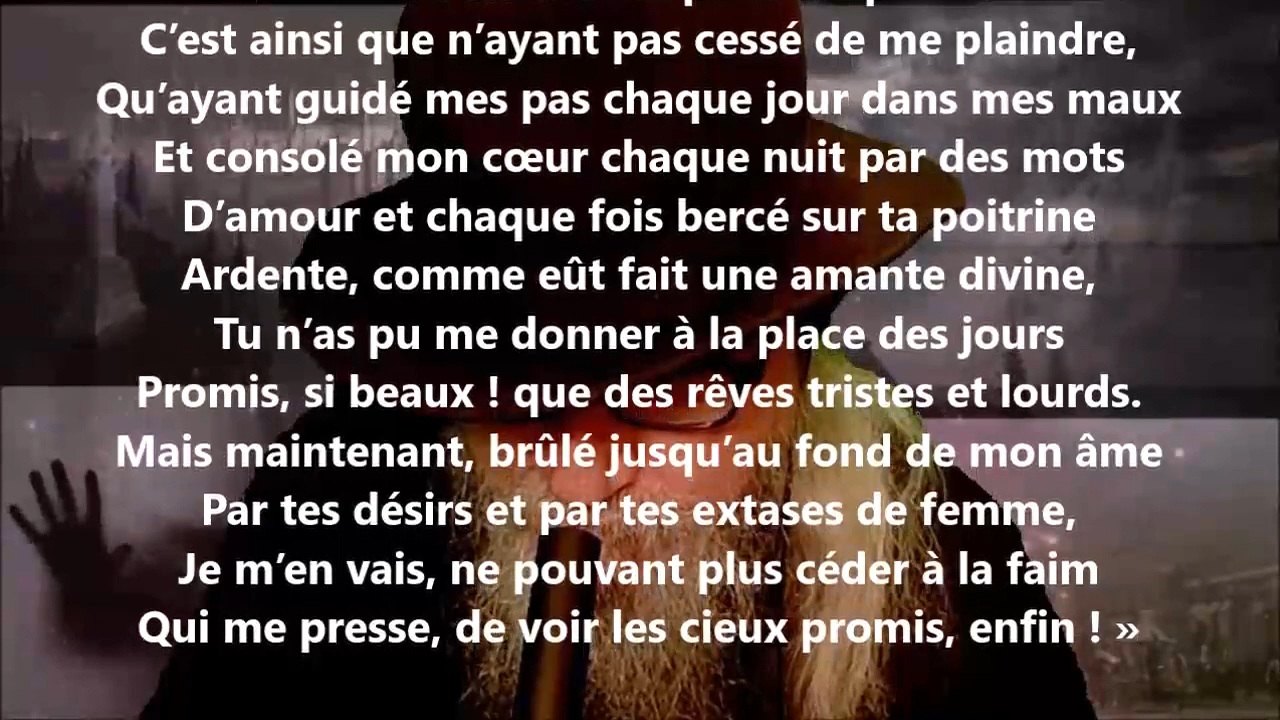 C’est ainsi que n’ayant pas cessé de me plaindre,
Qu’ayant guidé mes pas chaque jour dans mes maux
Et consolé mon cœur chaque nuit par des mots
D’amour et chaque fois bercé sur ta poitrine
Ardente, comme eût fait une amante divine,
Tu n’as pu me donner à la place des jours
Promis, si beaux ! que des rêves tristes et lourds.
Mais maintenant, brûlé jusqu’au fond de mon âme
Par tes désirs et par tes extases de femme,
Je m’en vais, ne pouvant plus céder à la faim
Qui me presse, de voir les cieux promis, enfin ! »